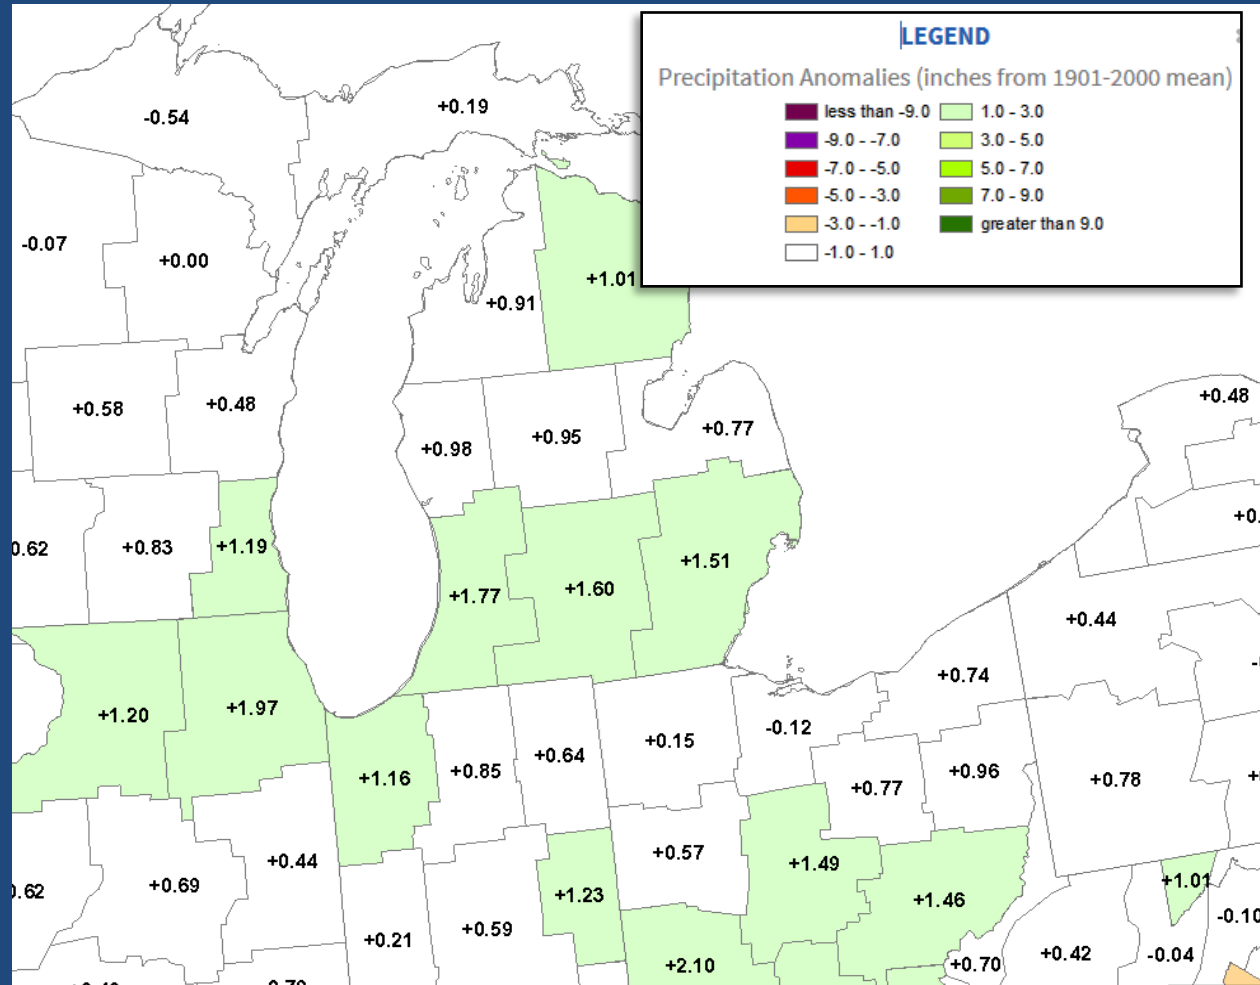 LEGEND
Precipitation Anomalies (inches from 1901-2000 mean)
less than -9.0 1.0 - 3.0
-9.0 - -7.0 3.0 - 5.0
-7.0 - -5.0 5.0 - 7.0
-5.0 - -3.0 7.0 - 9.0
-3.0 - -1.0 greater than 9.0
-1.0 - 1.0
-0.54 +0.19
-0.07 +0.00 +0.91 +1.01
+0.58 +0.48 +0.98 +0.95 +0.77 +0.48
0.62 +0.83 +1.19 +1.77 +1.60 +1.51 +0.
+0.44
+1.20 +1.97 +0.74
+1.16 +0.85 +0.64 +0.15 -0.12 +0.77 +0.96 +0.78
0.62 +0.69 +0.44 +1.23 +0.57 +1.49 +1.46 +1.01
+0.21 +0.59 +2.10 +0.70 +0.42 -0.04 -0.10